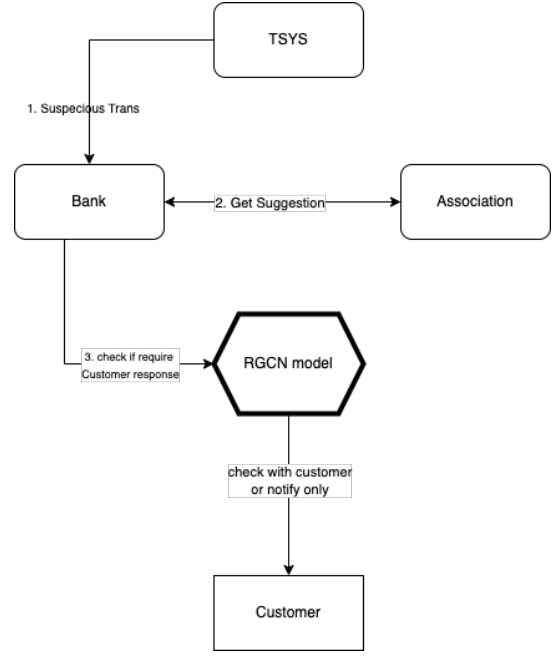 TSYS
1. Suspecious Trans
Bank
2. Get Suggestion
Association
3. check if require
Customer response
RGCN model
check with customer
or notify only
Customer